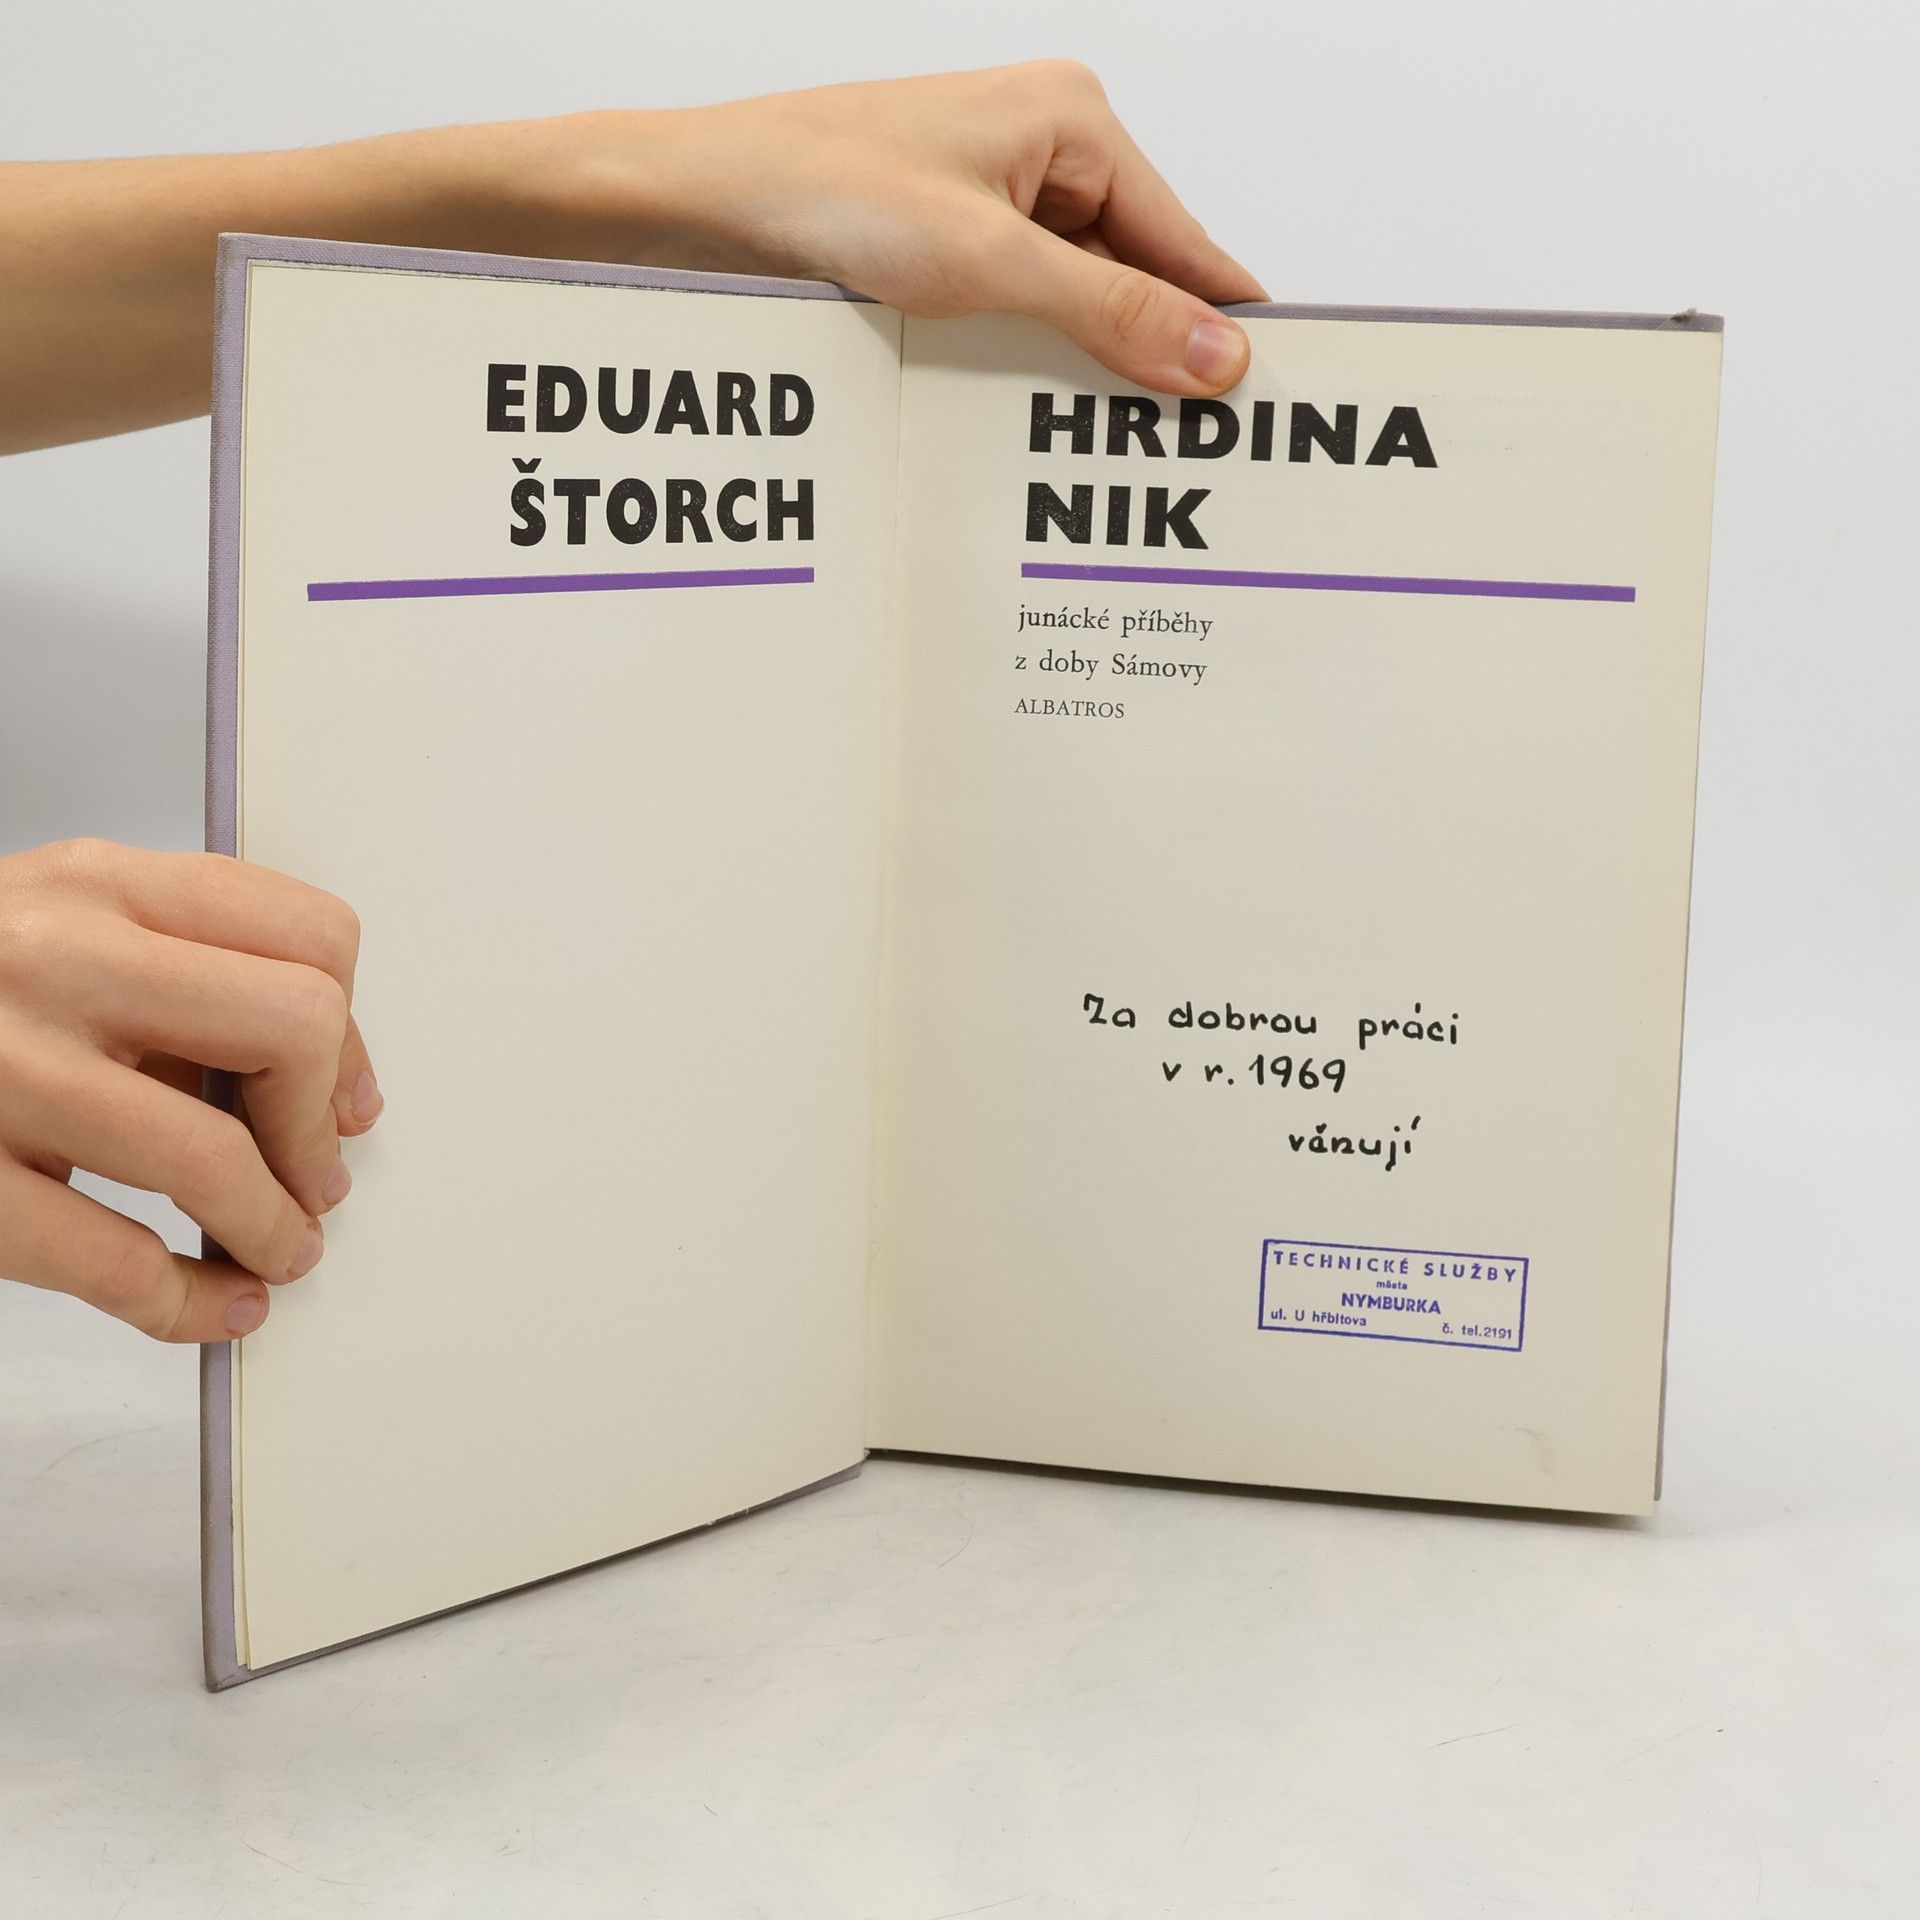 EDUARD
ŠTORCH
HRDINA
NIK
junácké příběhy
z doby Sámovy
ALBATROS
Za dobrou práci
v r. 1969
věnují
TECHNICKÉ SLUŽBY
města
NYMBURKA
ul. U hřbitova
č. tel.2191